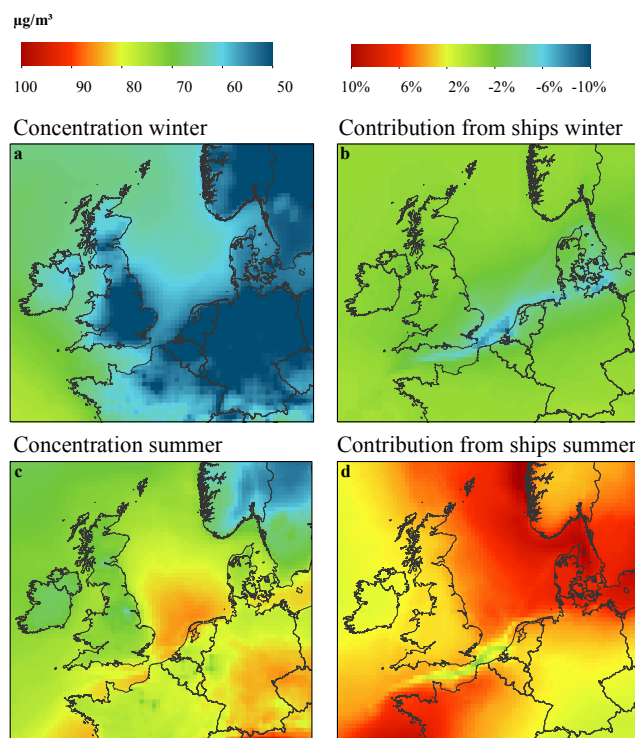 µg/m³
100 90 80 70 60 50
10% 6% 2% -2% -6% -10%
Concentration winter
Contribution from ships winter
a
b
Concentration summer
Contribution from ships summer
c
d